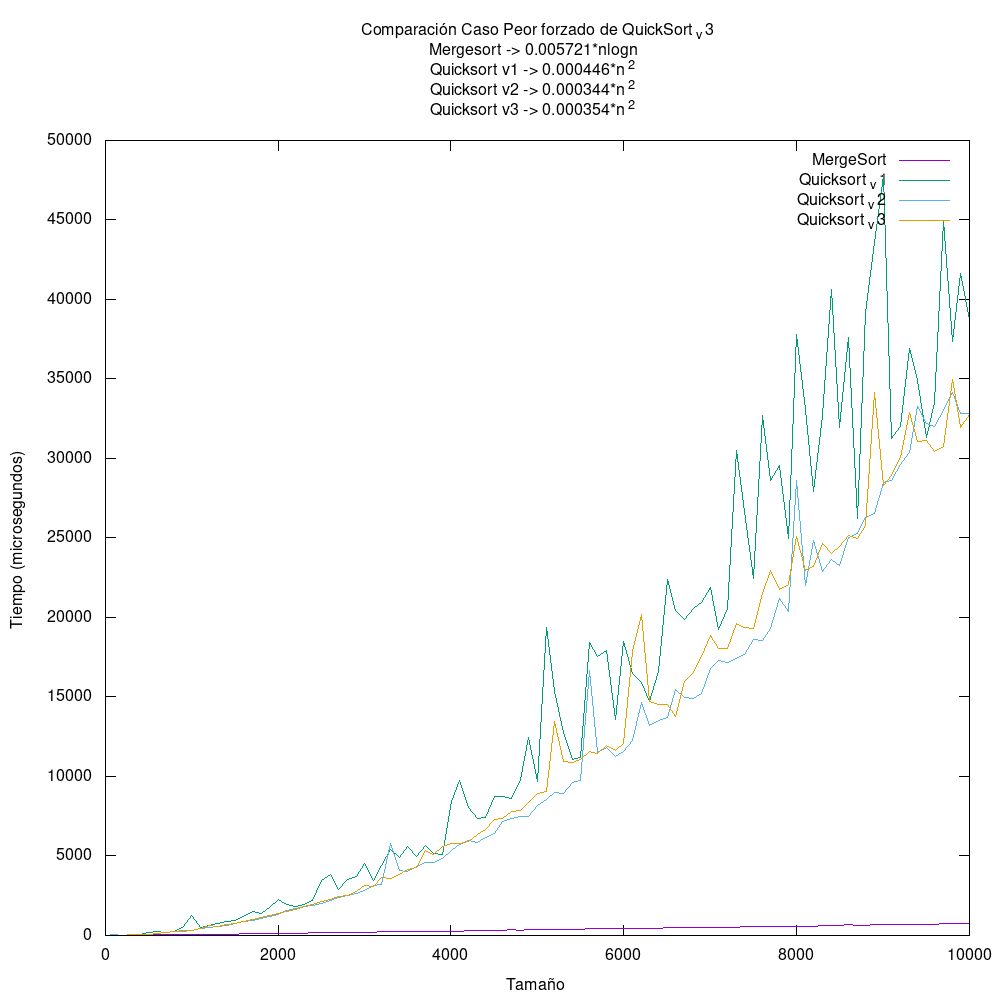 Comparación Caso Peor forzado de QuickSort v 3
Mergesort -> 0.005721*nlogn
Quicksort v1 -> 0.000446*n 2
Quicksort v2 -> 0.000344*n 2
Quicksort v3 -> 0.000354*n 2
50000
45000
40000
35000
30000
25000
20000
15000
10000
5000
0
Tiempo (microsegundos)
MergeSort
Quicksort v 1
Quicksort v 2
Quicksort v 3
0 2000 4000 6000 8000 10000
Tamaño